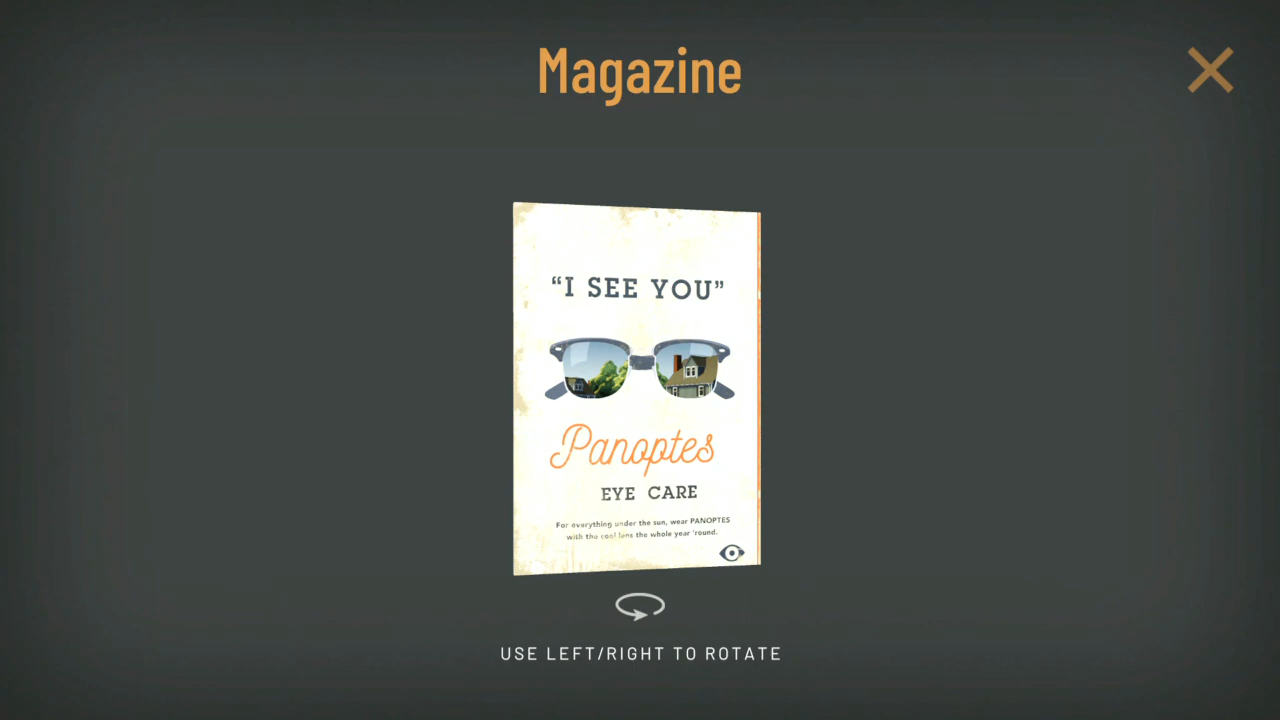 Magazine
“I SEE YOU”
Panoptes
EYE CARE
For everything under the sun, wear PANOPTES
with the cool lens the whole year 'round.
USE LEFT/RIGHT TO ROTATE